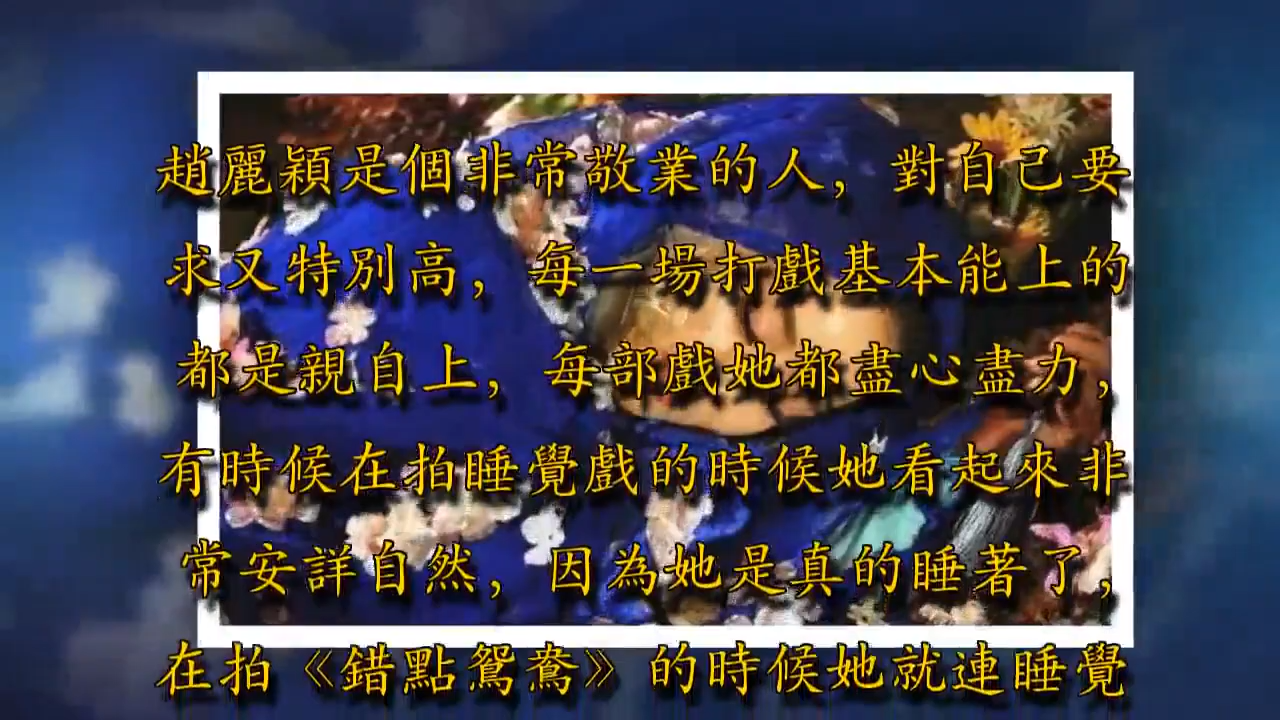 趙麗穎是個非常敬業的人，對自己要
求又特別高，每一場打戲基本能上的
都是親自上，每部戲她都盡心盡力，
有時候在拍睡覺戲的時候她看起來非
常安詳自然，因為她是真的睡著了，
在拍《錯點鴛鴦》的時候她就連睡覺